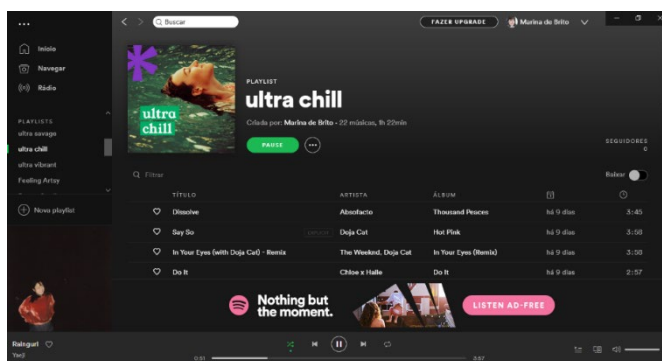 Buscar
FAZER UPGRADE
Marina de Brito
Início
Navegar
Rádio
PLAYLISTS
ultra savage
ultra chill
ultra vibrant
Feeling Artsy
Nova playlist
ultra
chill
PLAYLIST
ultra chill
Criada por: Marina de Brito • 22 músicas, 1h 22min
PAUSE
SEGUIDORES
0
Filtrar
Baixar
TÍTULO ARTISTA ÁLBUM
Dissolve Absofacto Thousand Peaces há 9 dias 3:45
Say So Doja Cat Hot Pink há 9 dias 3:58
In Your Eyes (with Doja Cat) - Remix The Weeknd, Doja Cat In Your Eyes (Remix) há 9 dias 3:58
Do It Chloe x Halle Do It há 9 dias 2:57
Nothing but
the moment.
LISTEN AD-FREE
Raingurl
Yaeji
0:51
3:57